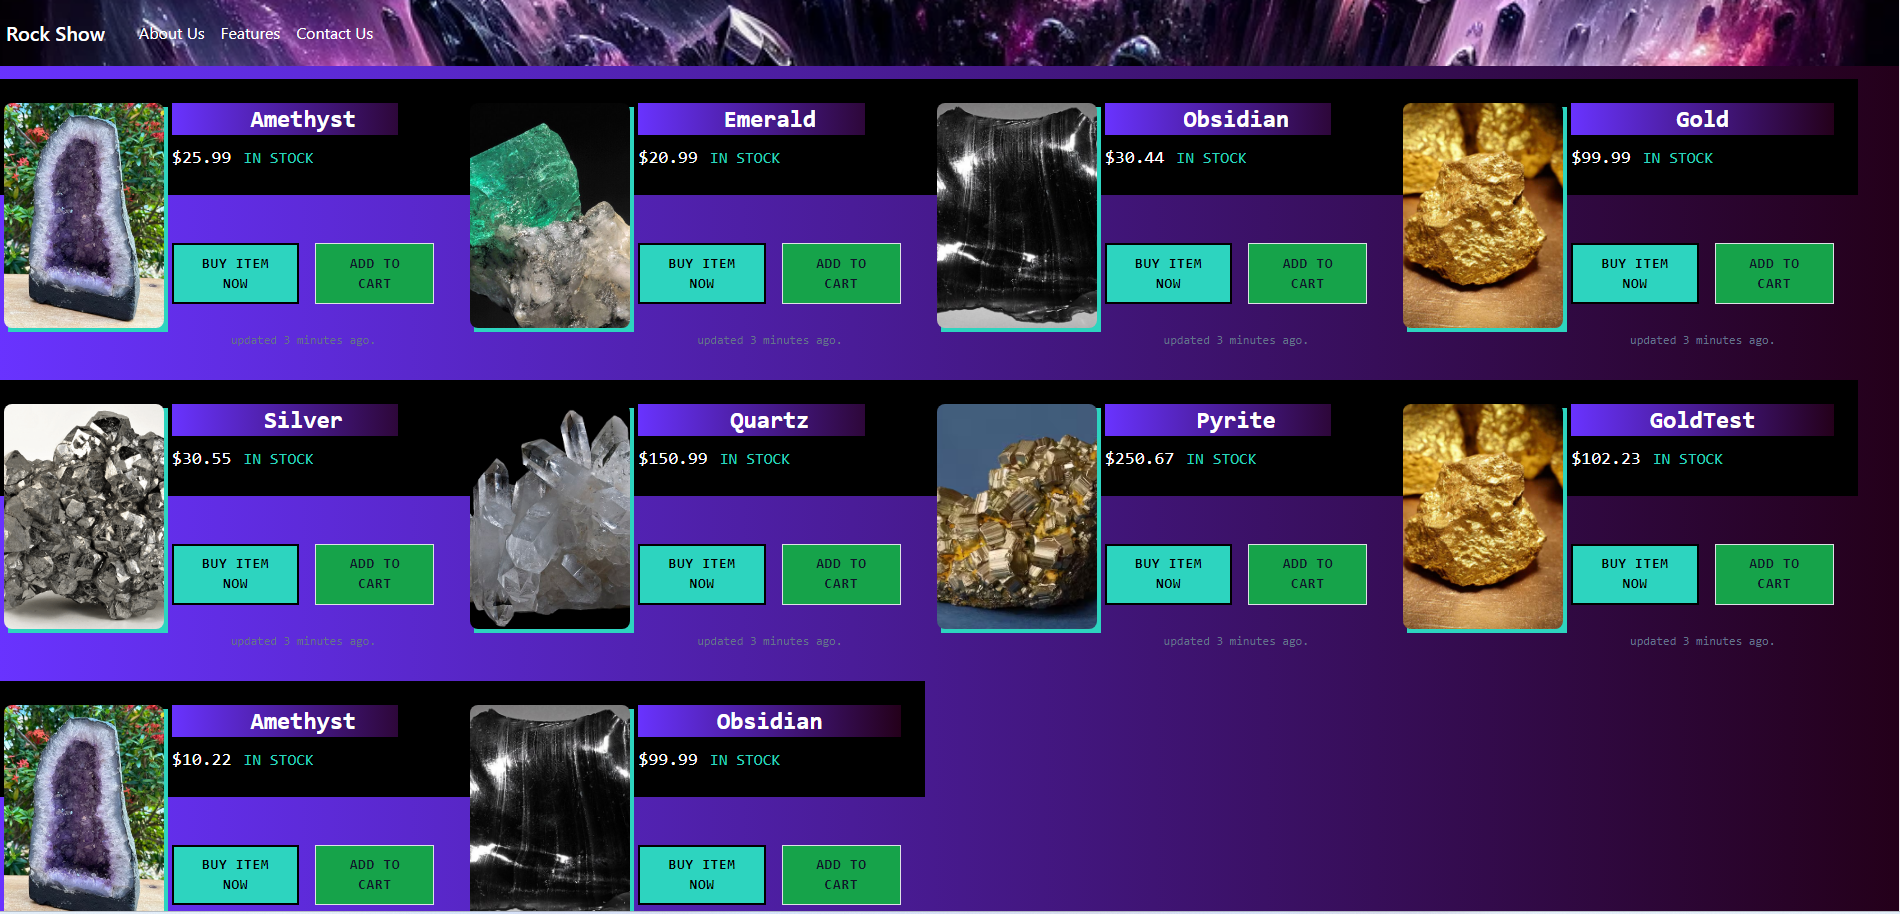 Rock Show About Us Features Contact Us
Amethyst
$25.99 IN STOCK
BUY ITEM NOW
ADD TO CART
updated 3 minutes ago.
Emerald
$20.99 IN STOCK
BUY ITEM NOW
ADD TO CART
updated 3 minutes ago.
Obsidian
$30.44 IN STOCK
BUY ITEM NOW
ADD TO CART
updated 3 minutes ago.
Gold
$99.99 IN STOCK
BUY ITEM NOW
ADD TO CART
updated 3 minutes ago.
Silver
$30.55 IN STOCK
BUY ITEM NOW
ADD TO CART
updated 3 minutes ago.
Quartz
$150.99 IN STOCK
BUY ITEM NOW
ADD TO CART
updated 3 minutes ago.
Pyrite
$250.67 IN STOCK
BUY ITEM NOW
ADD TO CART
updated 3 minutes ago.
GoldTest
$102.23 IN STOCK
BUY ITEM NOW
ADD TO CART
updated 3 minutes ago.
Amethyst
$10.22 IN STOCK
BUY ITEM NOW
ADD TO CART
Obsidian
$99.99 IN STOCK
BUY ITEM NOW
ADD TO CART